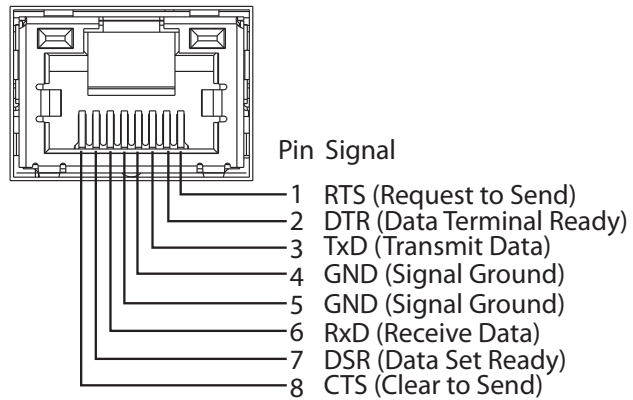 Pin Signal
1 RTS (Request to Send)
2 DTR (Data Terminal Ready)
3 TxD (Transmit Data)
4 GND (Signal Ground)
5 GND (Signal Ground)
6 RxD (Receive Data)
7 DSR (Data Set Ready)
8 CTS (Clear to Send)